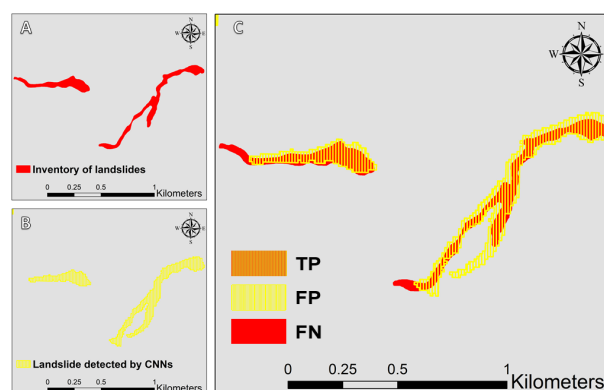 A
N
W
E
S
Inventory of landslides
0 0.25 0.5 1
Kilometers
B
N
W
E
S
Landslide detected by CNNs
0 0.25 0.5 1
Kilometers
C
N
W
E
S
TP
FP
FN
0 0.25 0.5 1
Kilometers